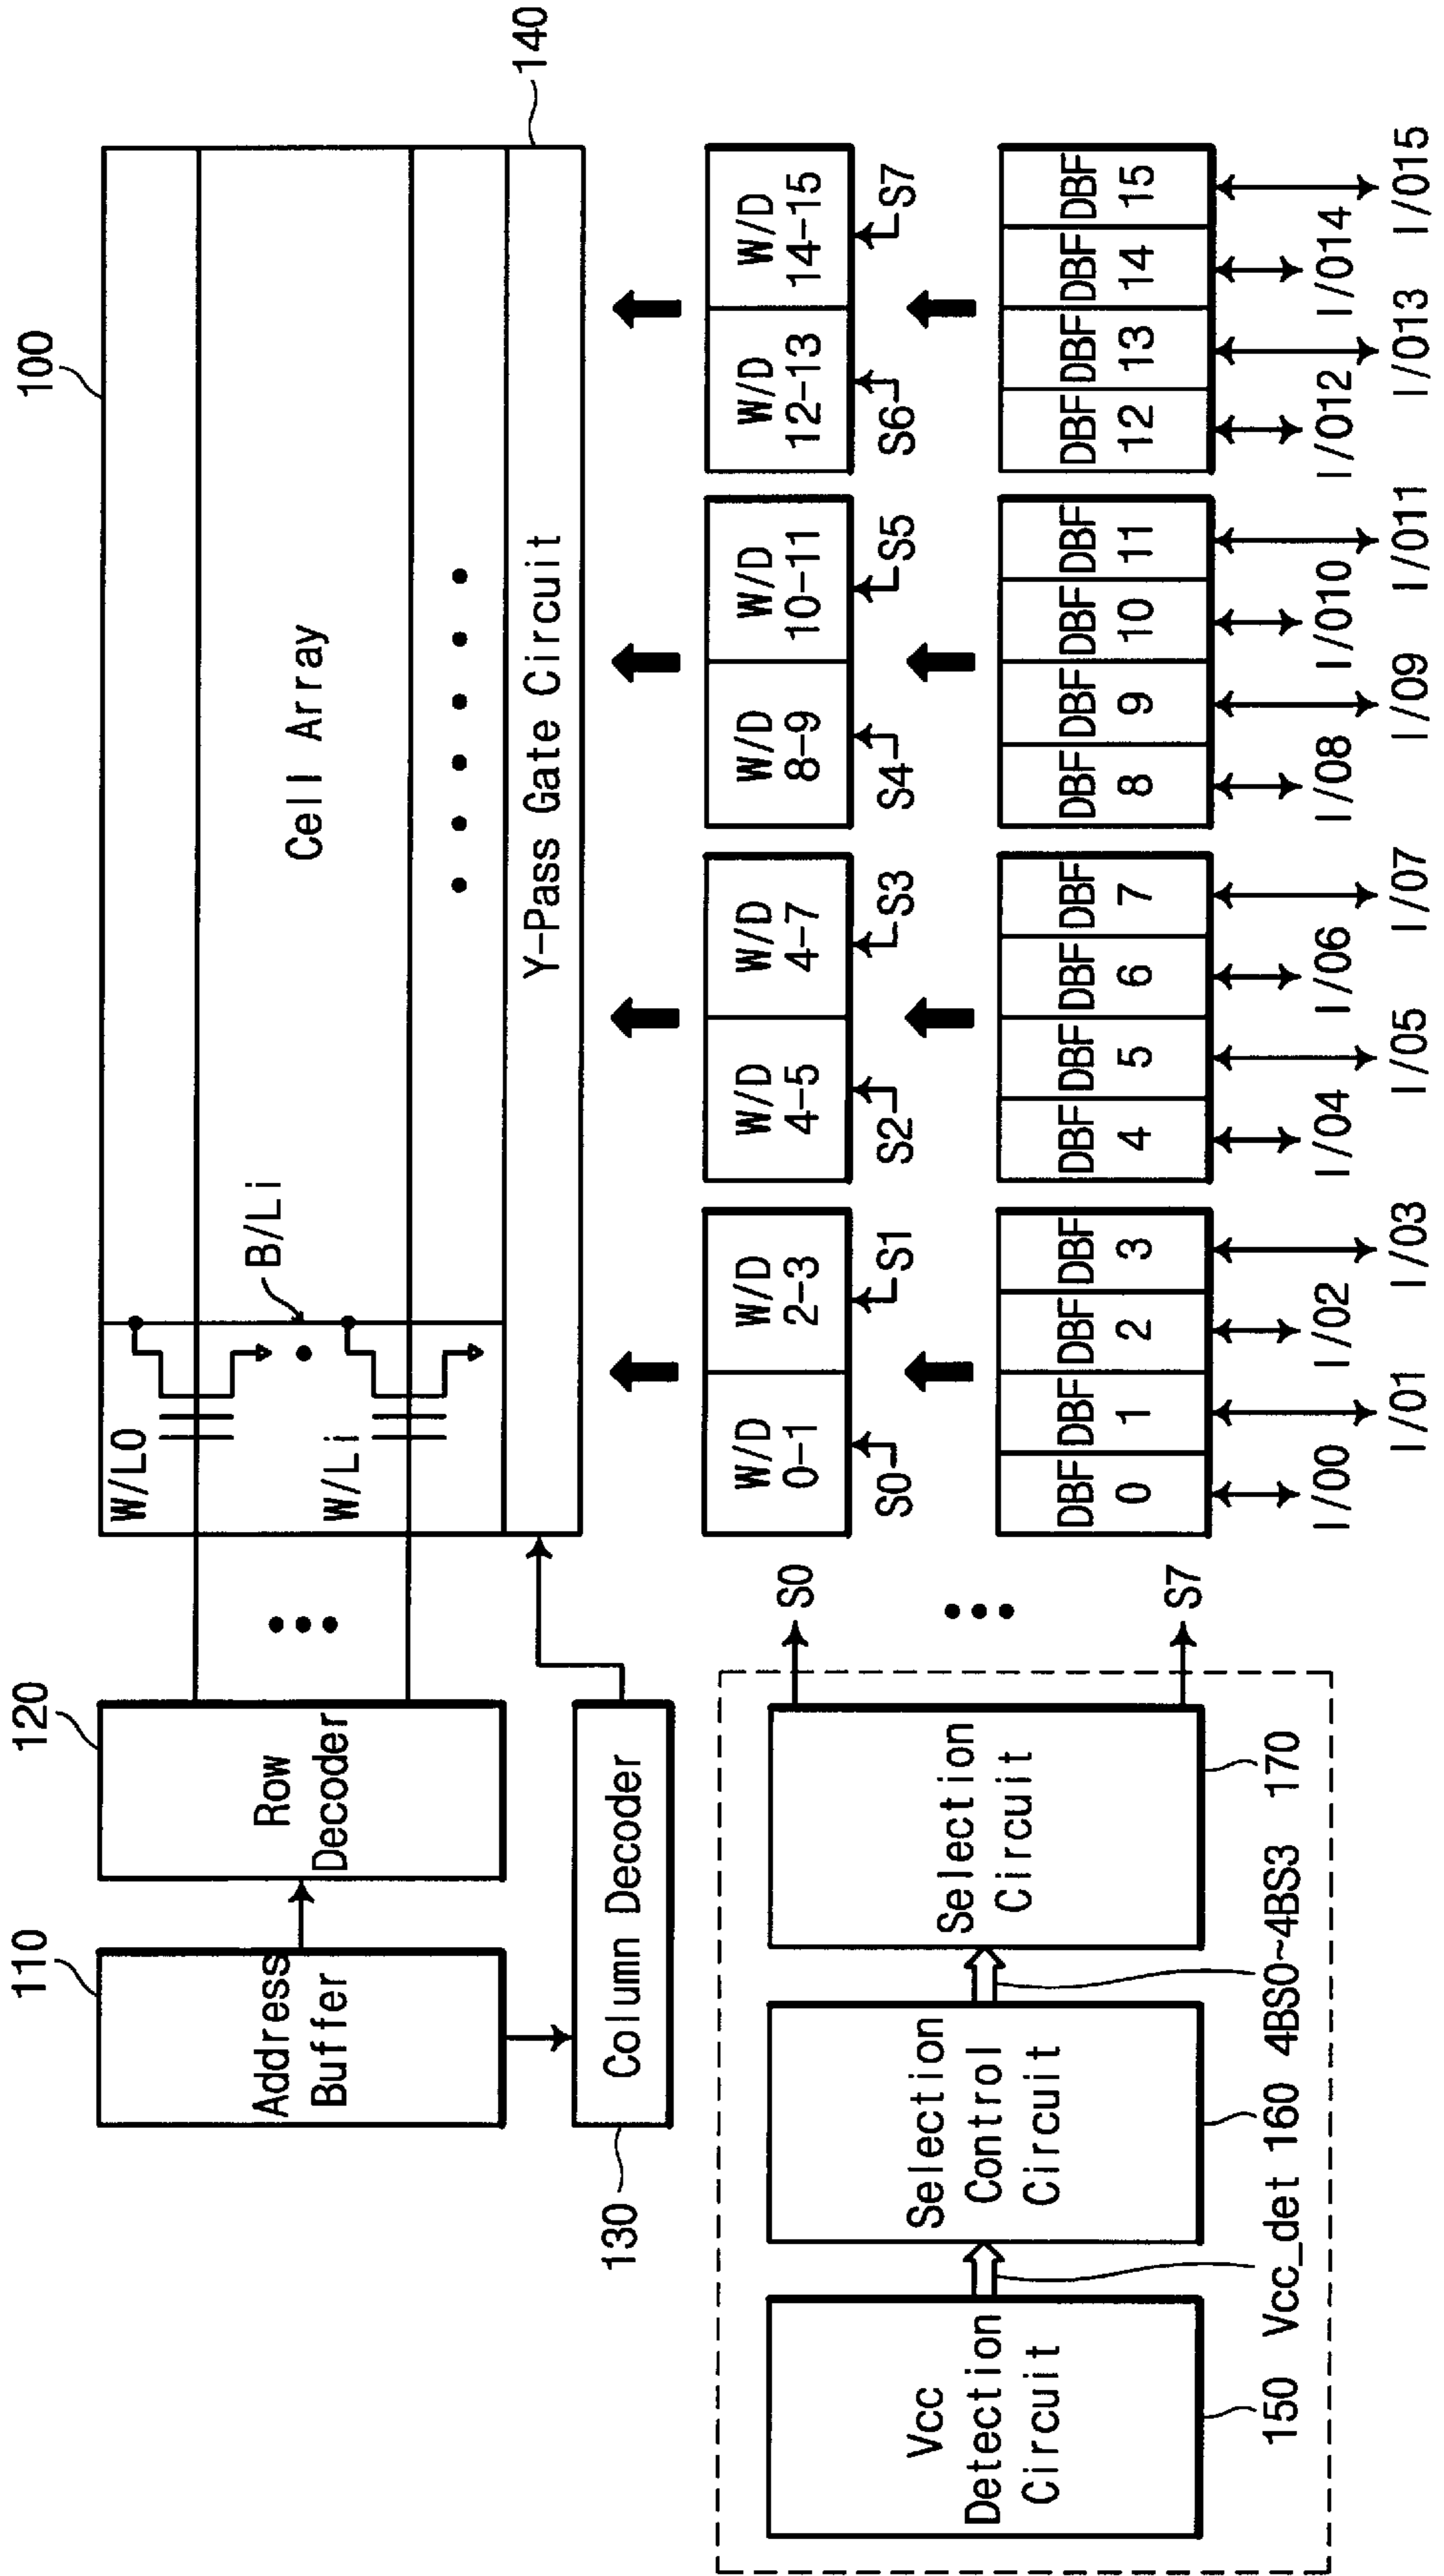 100
110
120
Address
Buffer
Row
Decoder
W/L0
W/Li
B/Li
Cell Array
Y-Pass Gate Circuit
140
130
Column Decoder
Vcc
Detection
Circuit
150
Vcc_det
Selection
Control
Circuit
160
4BS0~4BS3
Selection
Circuit
170
S0
S7
W/D
0-1
W/D
2-3
W/D
4-5
W/D
4-7
W/D
8-9
W/D
10-11
W/D
12-13
W/D
14-15
S0
S1
S2
S3
S4
S5
S6
S7
DBF
0
DBF
1
DBF
2
DBF
3
DBF
4
DBF
5
DBF
6
DBF
7
DBF
8
DBF
9
DBF
10
DBF
11
DBF
12
DBF
13
DBF
14
DBF
15
I/O0
I/O1
I/O2
I/O3
I/O4
I/O5
I/O6
I/O7
I/O8
I/O9
I/O10
I/O11
I/O12
I/O13
I/O14
I/O15